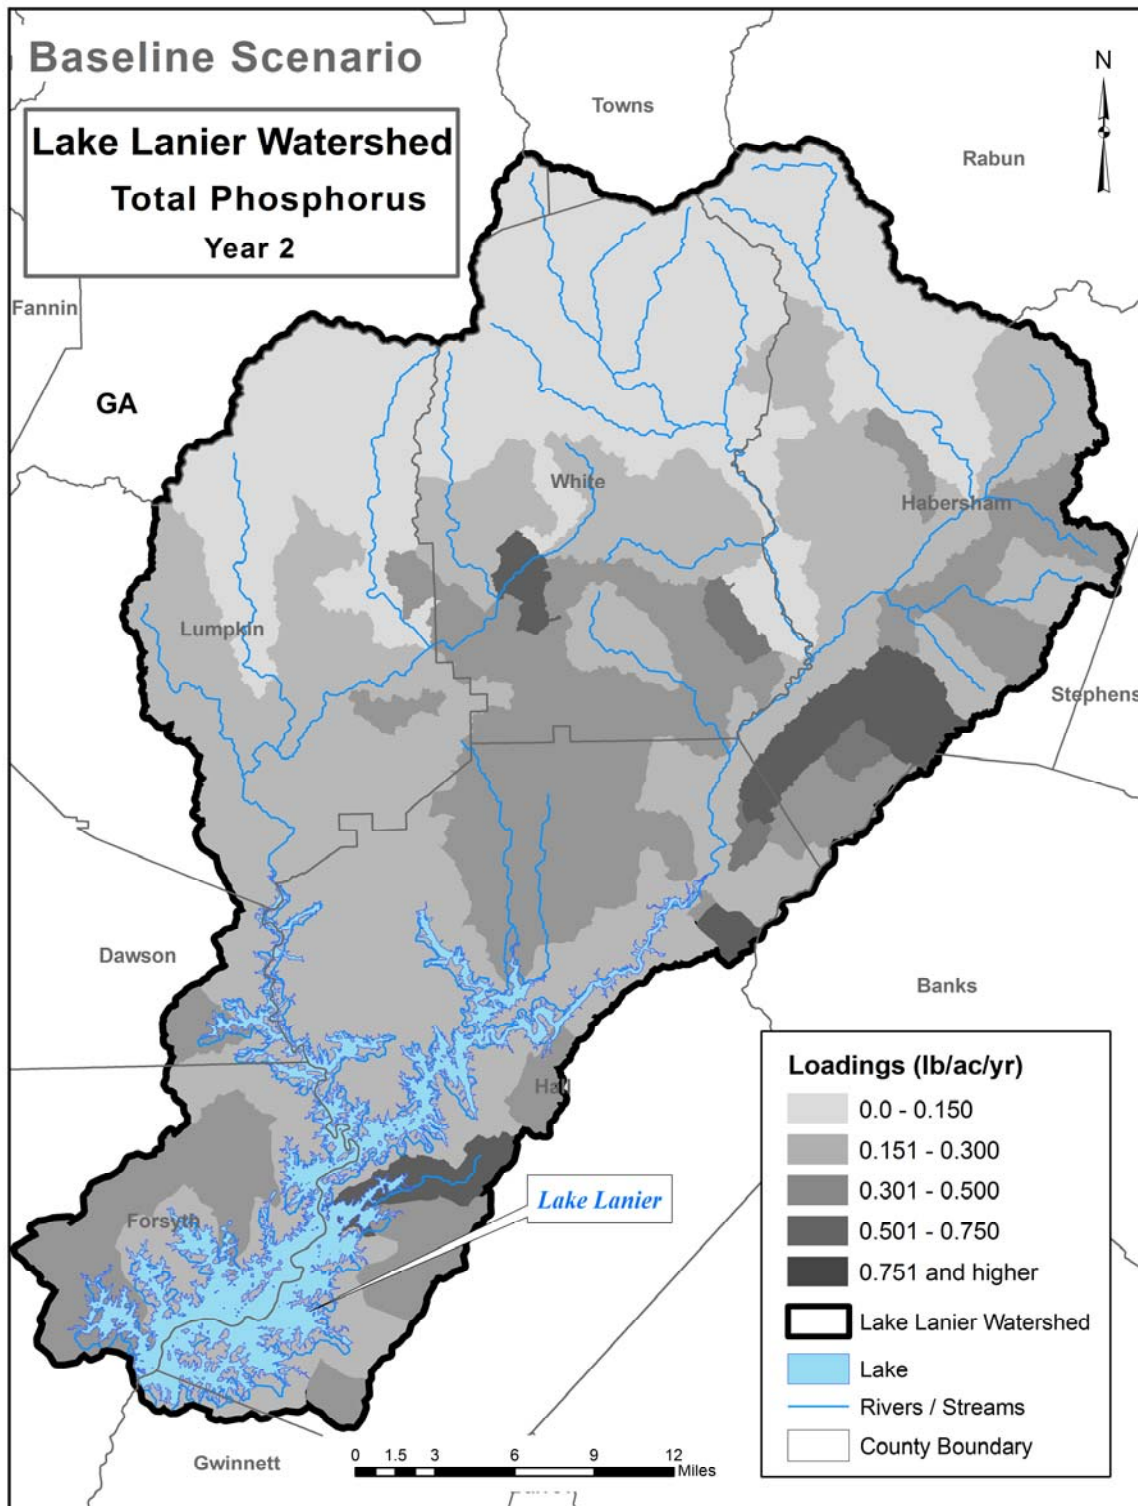 Baseline Scenario
Lake Lanier Watershed
Total Phosphorus
Year 2
N
Towns
Rabun
Fannin
GA
White
Habersham
Lumpkin
Stephens
Dawson
Banks
Hall
Forsyth
Lake Lanier
Gwinnett
Loadings (lb/ac/yr)
0.0 - 0.150
0.151 - 0.300
0.301 - 0.500
0.501 - 0.750
0.751 and higher
Lake Lanier Watershed
Lake
Rivers / Streams
County Boundary
0 1.5 3 6 9 12
Miles